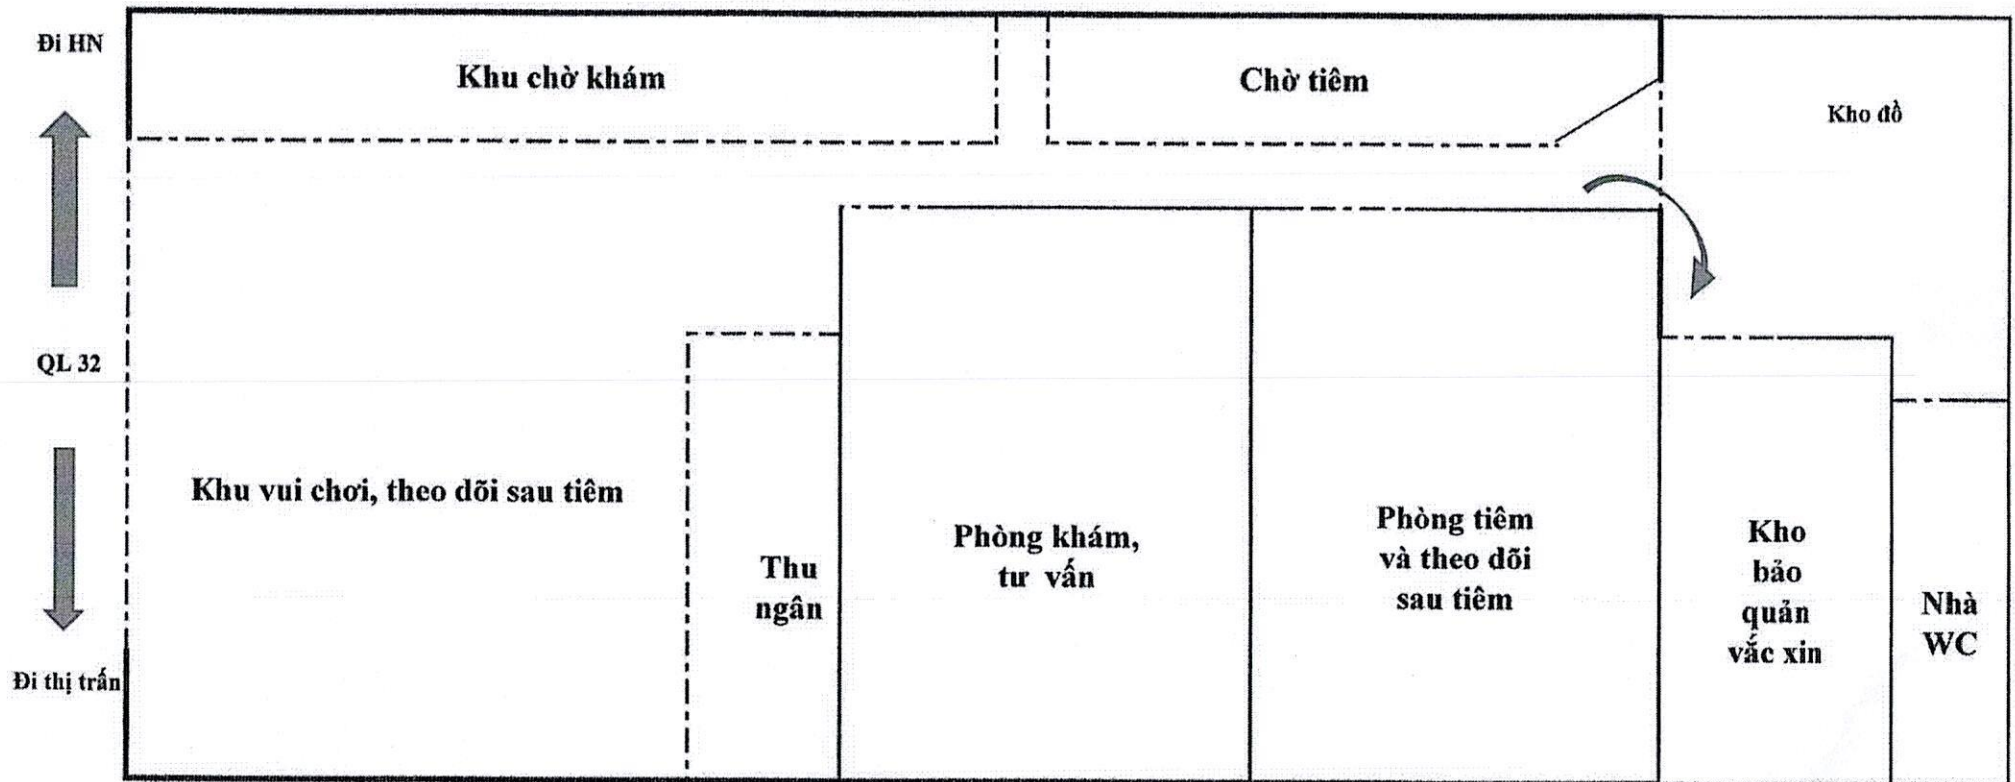 Đi HN
Khu chờ khám
Chờ tiêm
Kho đồ
QL 32
Khu vui chơi, theo dõi sau tiêm
Thu
ngân
Phòng khám,
tư vấn
Phòng tiêm
và theo dõi
sau tiêm
Kho
bảo
quản
vắc xin
Nhà
WC
Đi thị trấn